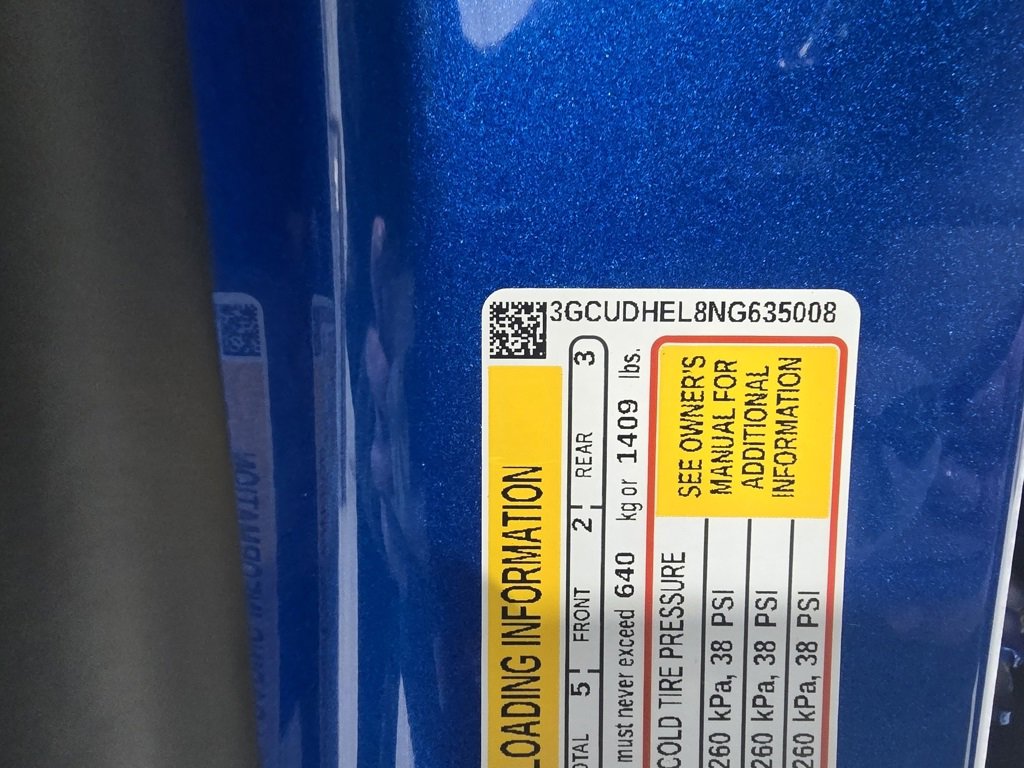 3GCUDHEL8NG635008
LOADING INFORMATION
5 FRONT 2 REAR 3
must never exceed 640 kg or 1409 lbs.
COLD TIRE PRESSURE
260 kPa, 38 PSI
260 kPa, 38 PSI
260 kPa, 38 PSI
SEE OWNER'S
MANUAL FOR
ADDITIONAL
INFORMATION